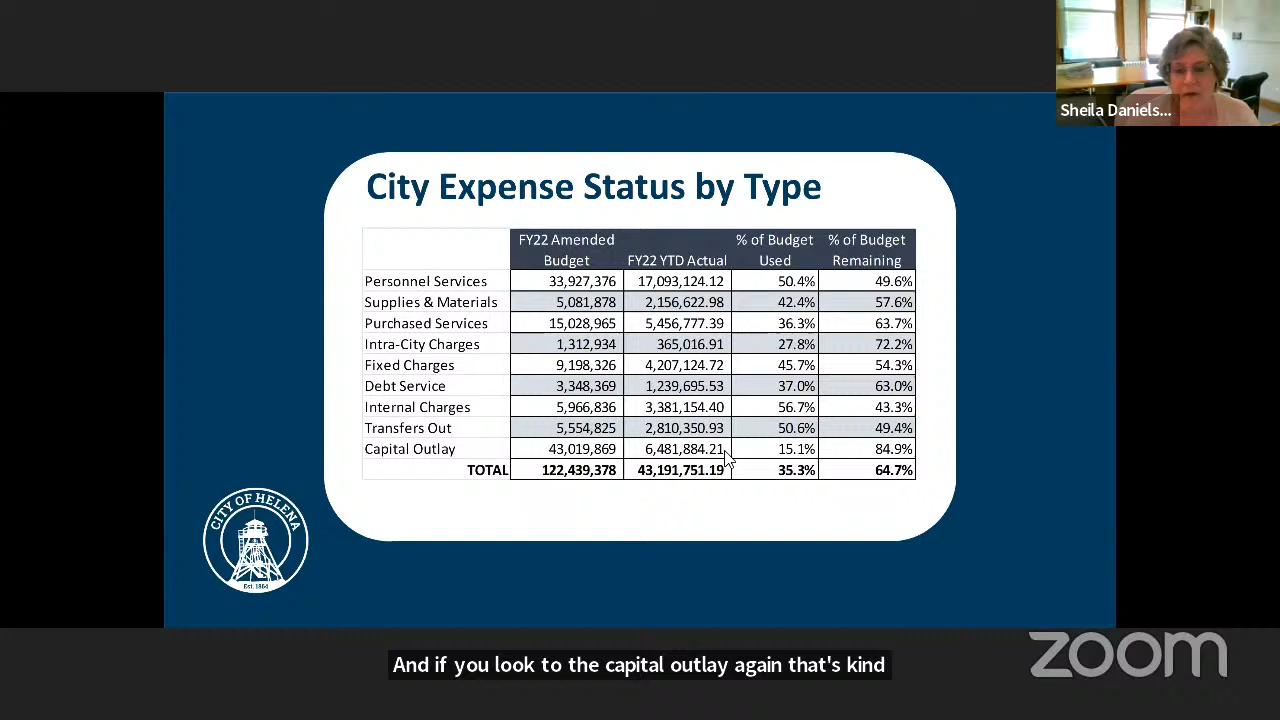 Sheila Daniels...
City Expense Status by Type
FY22 Amended Budget FY22 YTD Actual % of Budget Used % of Budget Remaining
Personnel Services 33,927,376 17,093,124.12 50.4% 49.6%
Supplies & Materials 5,081,878 2,156,622.98 42.4% 57.6%
Purchased Services 15,028,965 5,456,777.39 36.3% 63.7%
Intra-City Charges 1,312,934 365,016.91 27.8% 72.2%
Fixed Charges 9,198,326 4,207,124.72 45.7% 54.3%
Debt Service 3,348,369 1,239,695.53 37.0% 63.0%
Internal Charges 5,966,836 3,381,154.40 56.7% 43.3%
Transfers Out 5,554,825 2,810,350.93 50.6% 49.4%
Capital Outlay 43,019,869 6,481,884.21 15.1% 84.9%
TOTAL 122,439,378 43,191,751.19 35.3% 64.7%
CITY OF HELENA
Est. 1864
And if you look to the capital outlay again that's kind
zoom